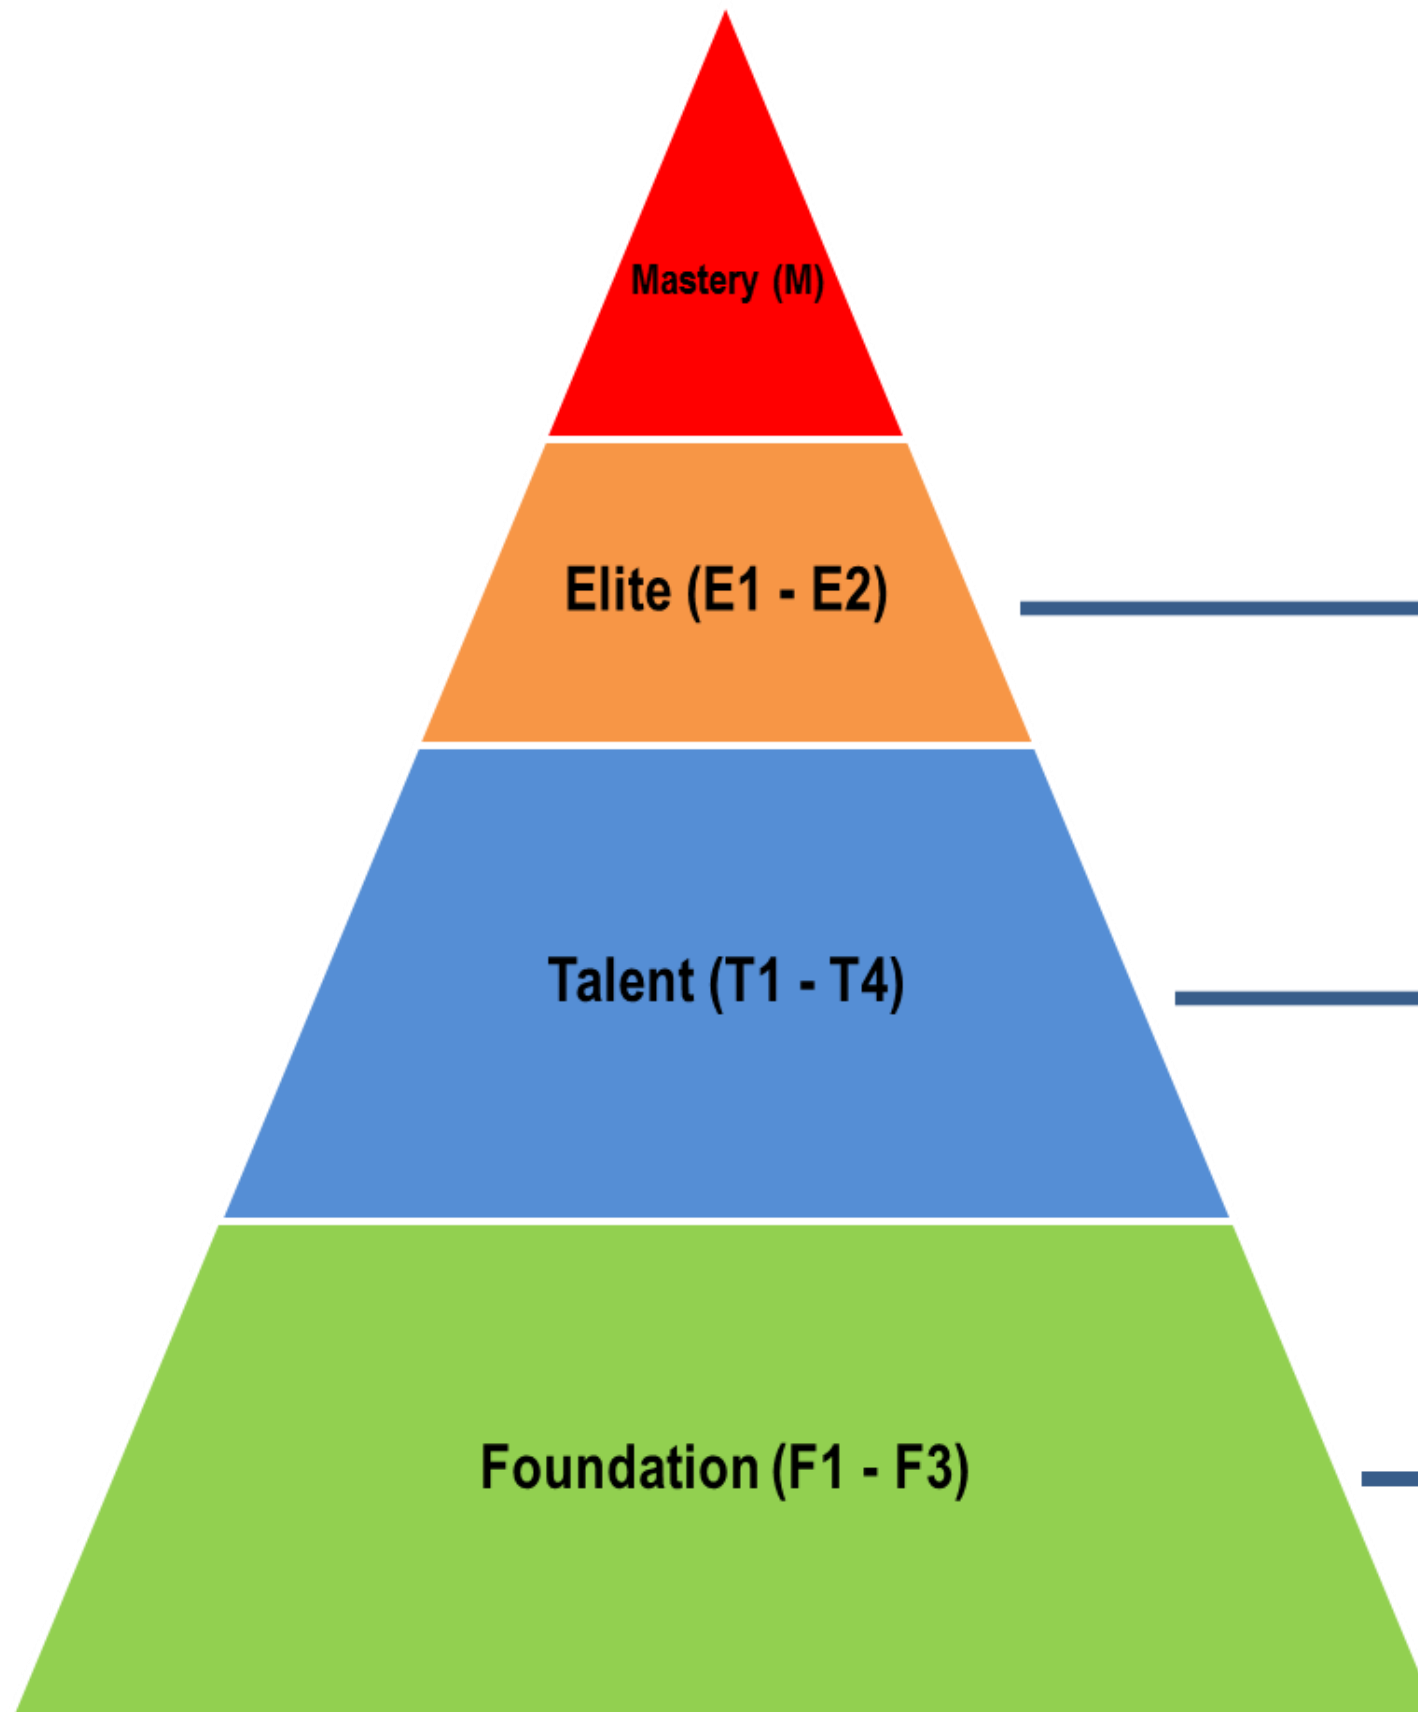 Mastery (M)
Elite (E1 - E2)
Talent (T1 - T4)
Foundation (F1 - F3)